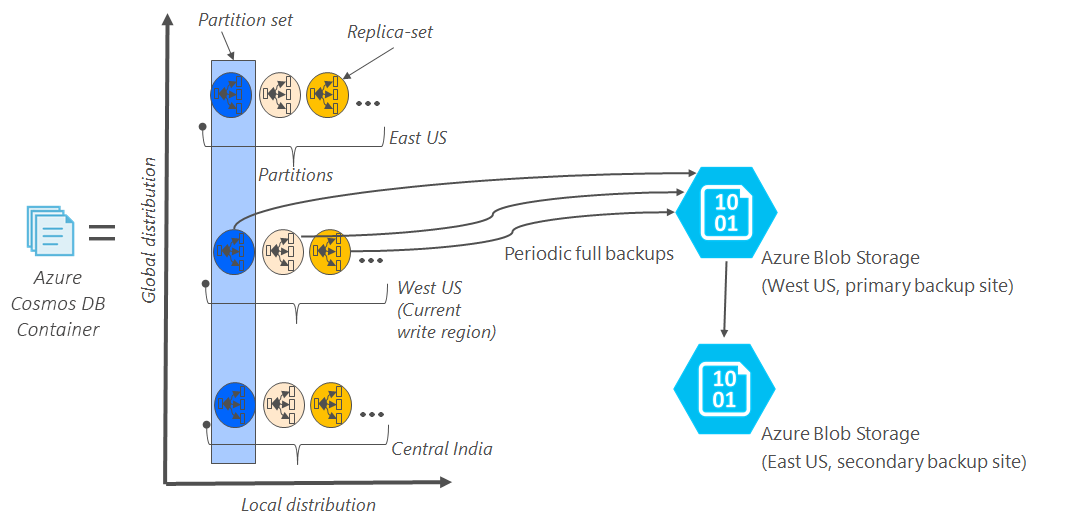 Partition set
Replica-set
East US
Partitions
Global distribution
Azure
Cosmos DB
Container
=
West US
(Current
write region)
Periodic full backups
10
01
Azure Blob Storage
(West US, primary backup site)
10
01
Azure Blob Storage
(East US, secondary backup site)
Central India
Local distribution